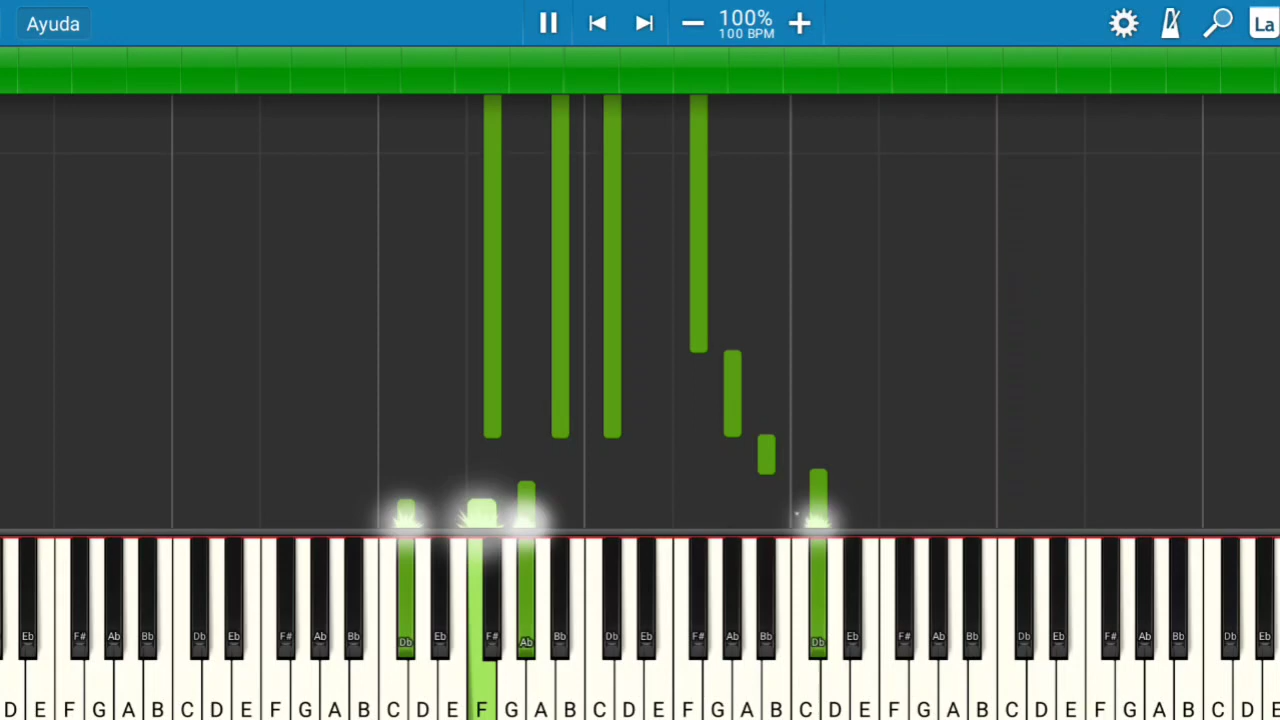 Ayuda
100%
100 BPM
La
Eb F# Ab Bb Db Eb F# Ab Bb Db Eb F# Ab Bb Db Eb F# Ab Bb Db Eb F# Ab Bb Db Eb F# Ab Bb Db Eb
D E F G A B C D E F G A B C D E F G A B C D E F G A B C D E F G A B C D E F G A B C D E